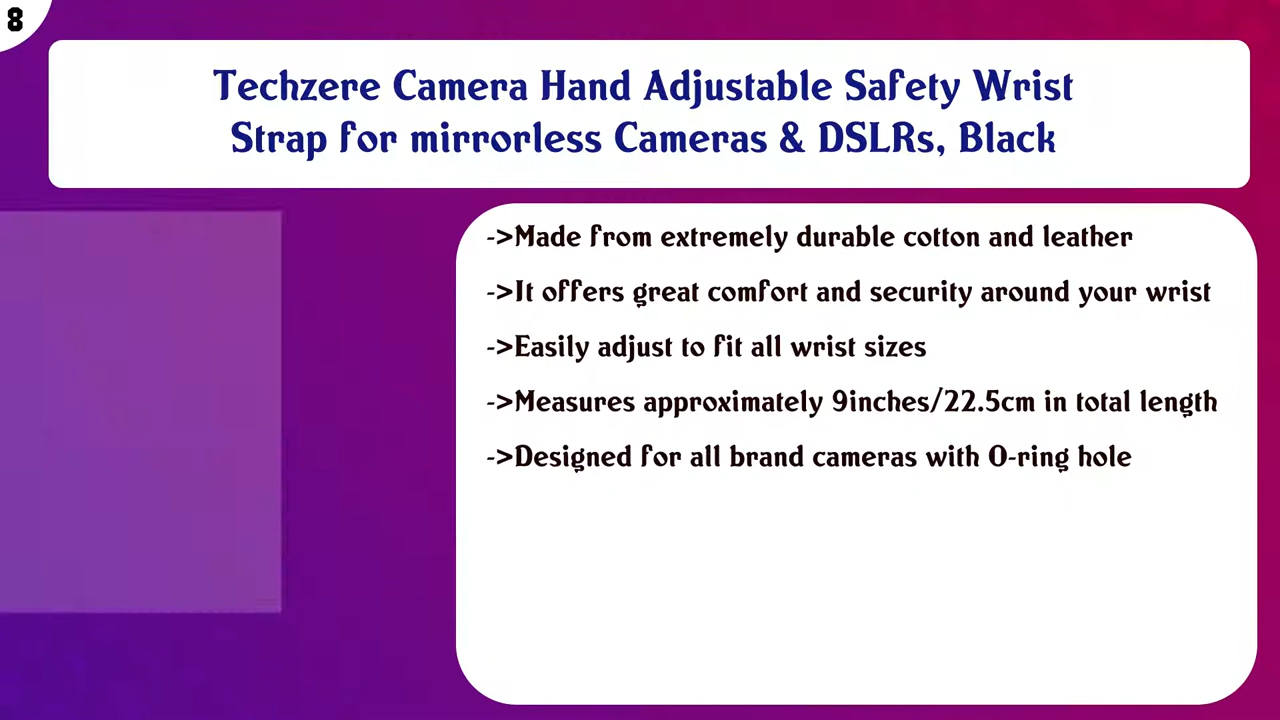 8
Techzere Camera Hand Adjustable Safety Wrist
Strap for mirrorless Cameras & DSLRs, Black
->Made from extremely durable cotton and leather
->It offers great comfort and security around your wrist
->Easily adjust to fit all wrist sizes
->Measures approximately 9inches/22.5cm in total length
->Designed for all brand cameras with O-ring hole